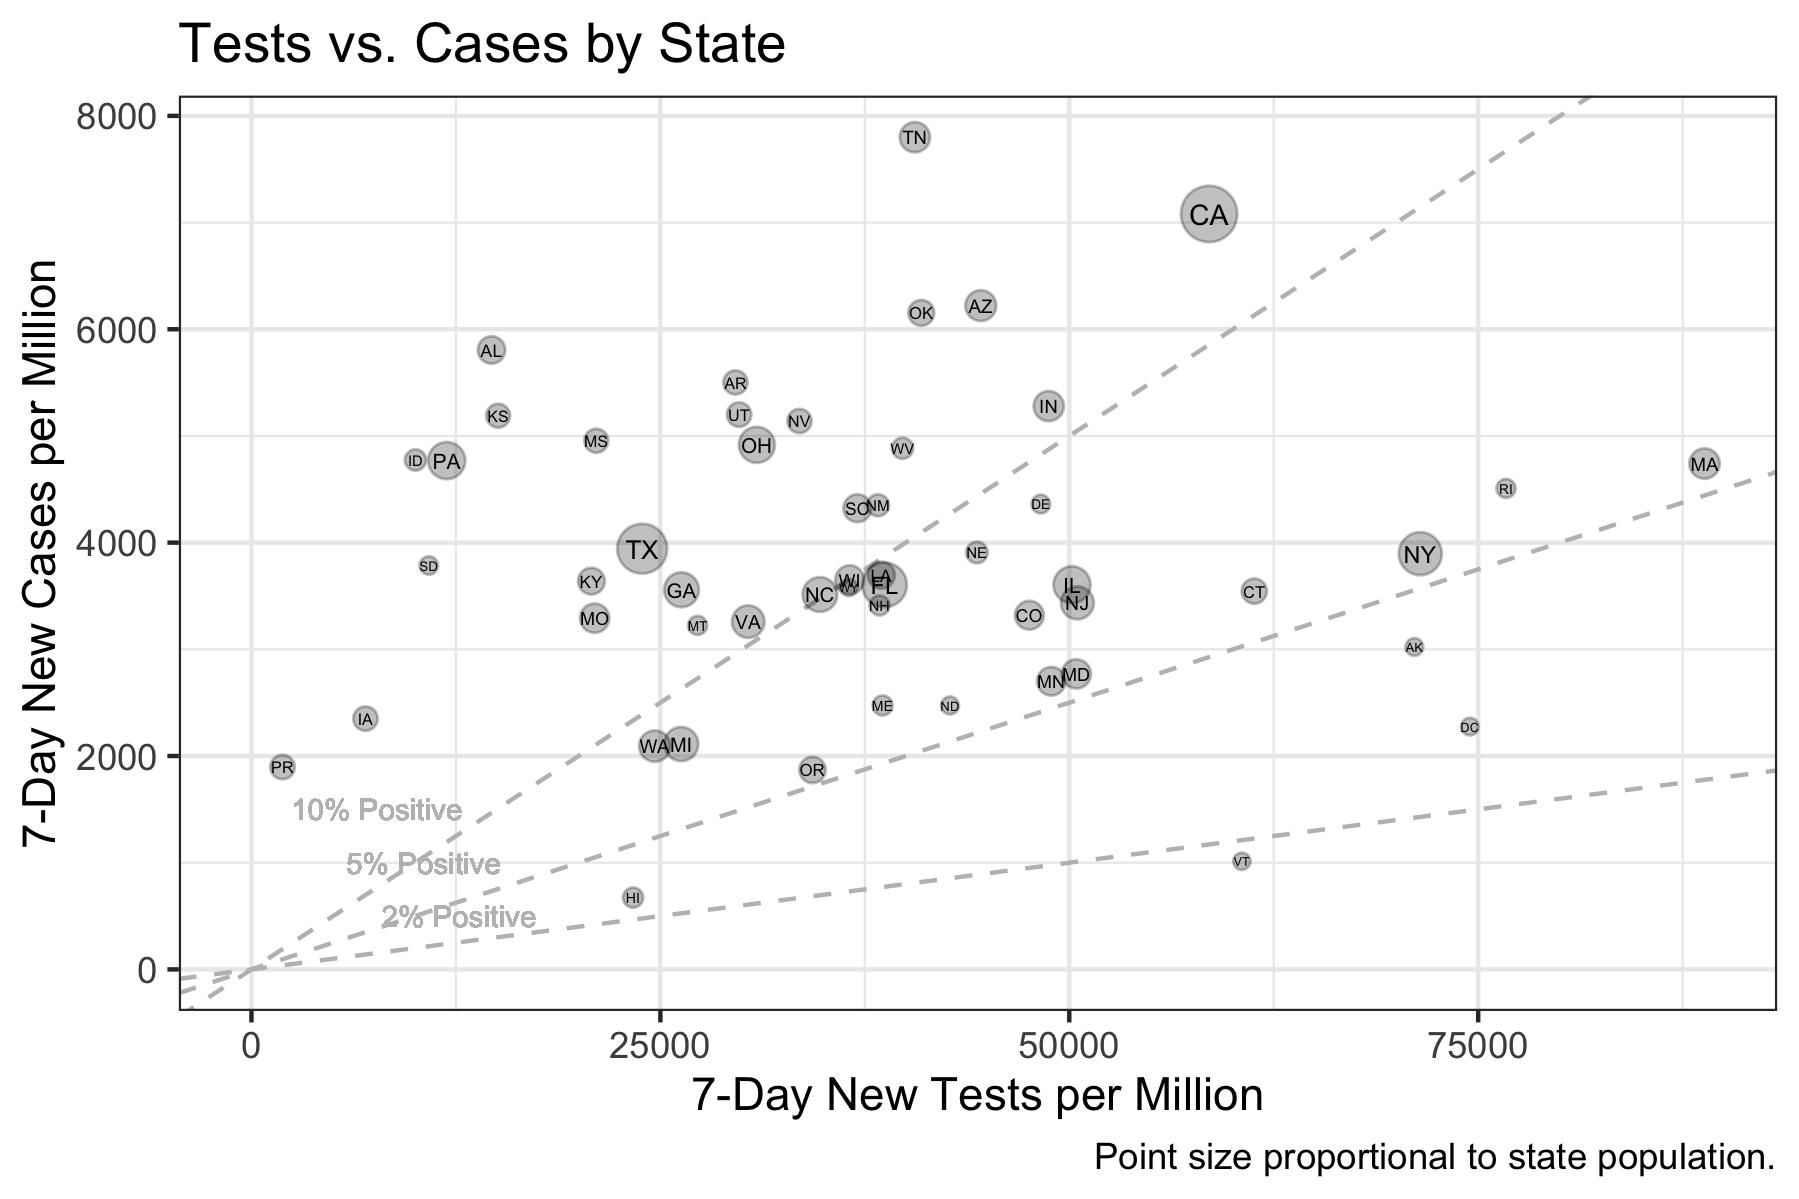 Tests vs. Cases by State
7-Day New Cases per Million
8000
6000
4000
2000
0
TN
CA
OK
AZ
AL
AR
UT
NV
IN
KS
MS
OH
WV
ID
PA
MA
RI
SC
NM
DE
TX
NE
NY
SD
KY
GA
NC
WI
WY
LA
FL
NH
IL
NJ
CT
MO
MT
VA
CO
AK
MN
MD
IA
ME
ND
DC
WA
MI
PR
OR
10% Positive
5% Positive
VT
HI
2% Positive
0
25000
50000
75000
7-Day New Tests per Million
Point size proportional to state population.